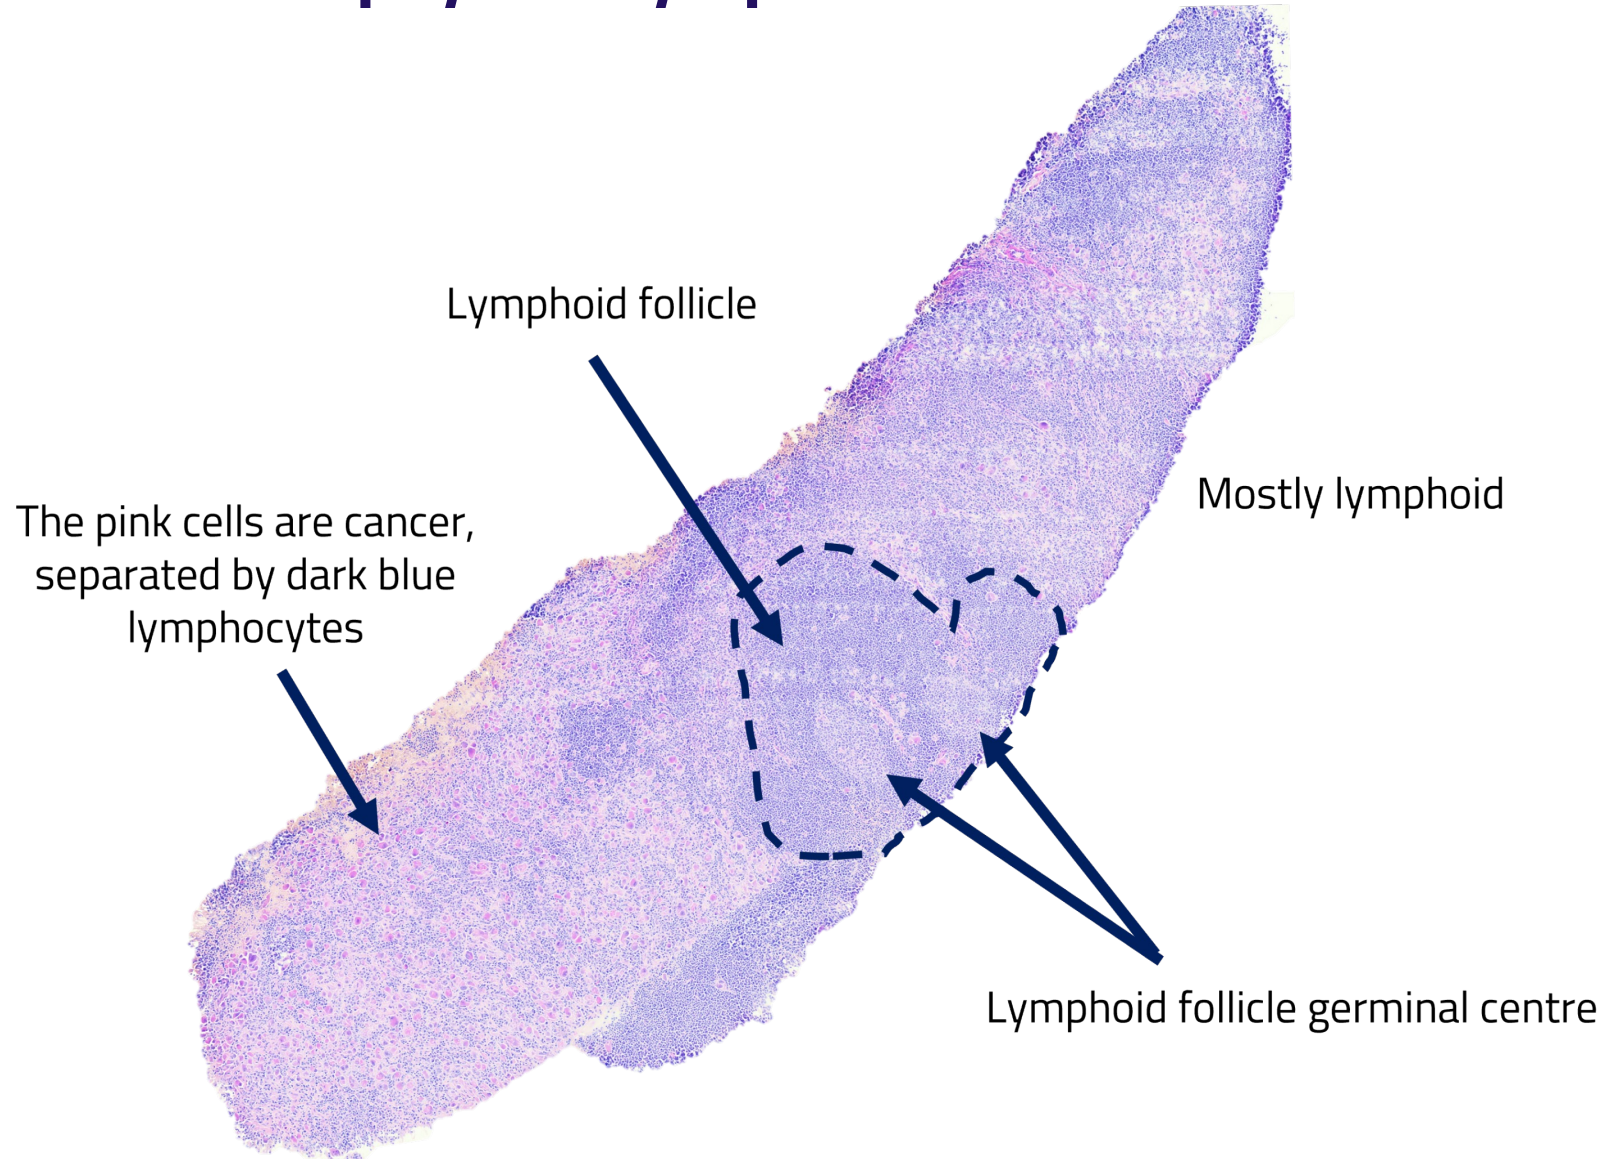 Lymphoid follicle
The pink cells are cancer,
separated by dark blue
lymphocytes
Mostly lymphoid
Lymphoid follicle germinal centre